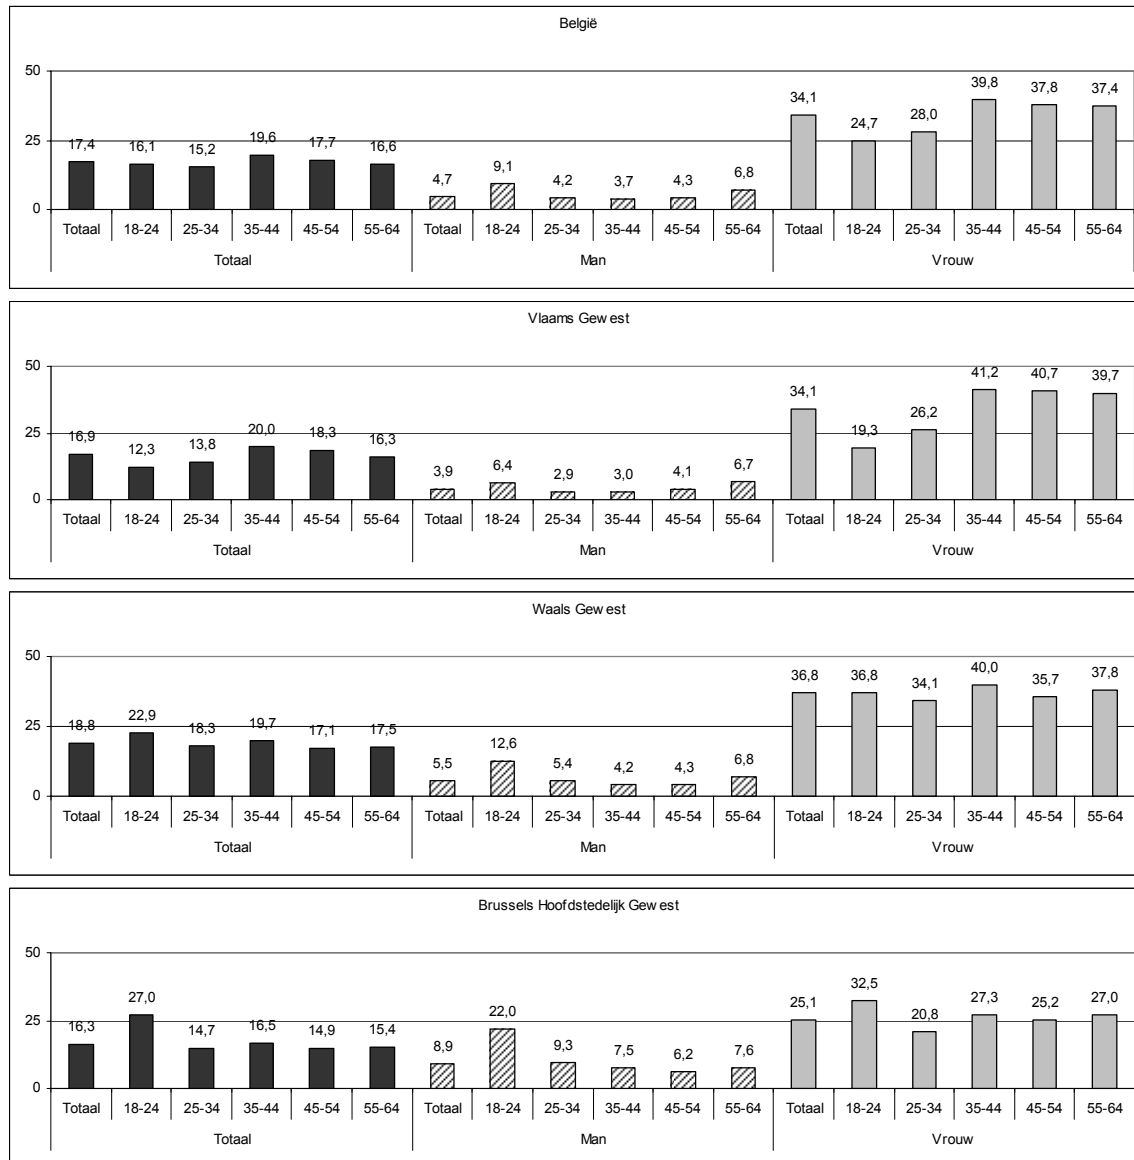 België
50
34,1 24,7 28,0 39,8 37,8 37,4
25
17,4 16,1 15,2 19,6 17,7 16,6 4,7 9,1 4,2 3,7 4,3 6,8
0
Totaal 18-24 25-34 35-44 45-54 55-64 Totaal 18-24 25-34 35-44 45-54 55-64 Totaal 18-24 25-34 35-44 45-54 55-64
Totaal Man Vrouw
Vlaams Gewest
50
34,1 19,3 26,2 41,2 40,7 39,7
25
16,9 12,3 13,8 20,0 18,3 16,3 3,9 6,4 2,9 3,0 4,1 6,7
0
Totaal 18-24 25-34 35-44 45-54 55-64 Totaal 18-24 25-34 35-44 45-54 55-64 Totaal 18-24 25-34 35-44 45-54 55-64
Totaal Man Vrouw
Waals Gewest
50
36,8 36,8 34,1 40,0 35,7 37,8
25
18,8 22,9 18,3 19,7 17,1 17,5 5,5 12,6 5,4 4,2 4,3 6,8
0
Totaal 18-24 25-34 35-44 45-54 55-64 Totaal 18-24 25-34 35-44 45-54 55-64 Totaal 18-24 25-34 35-44 45-54 55-64
Totaal Man Vrouw
Brussels Hoofdstedelijk Gewest
50
25
16,3 27,0 14,7 16,5 14,9 15,4 8,9 22,0 9,3 7,5 6,2 7,6 25,1 32,5 20,8 27,3 25,2 27,0
0
Totaal 18-24 25-34 35-44 45-54 55-64 Totaal 18-24 25-34 35-44 45-54 55-64 Totaal 18-24 25-34 35-44 45-54 55-64
Totaal Man Vrouw